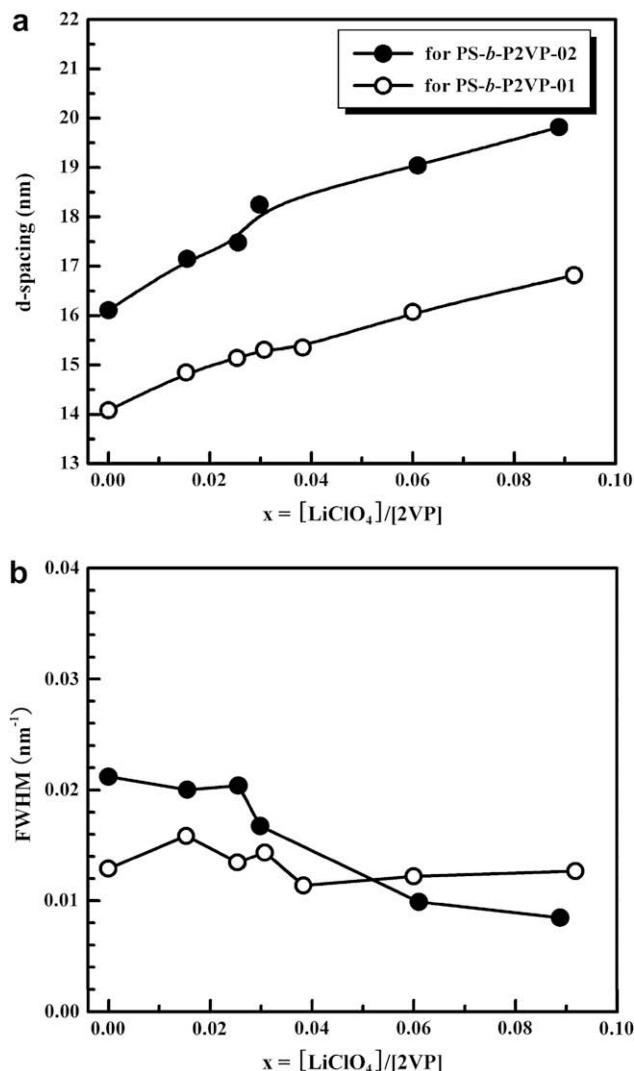 a
22
21
20
19
18
17
16
15
14
13
d-spacing (nm)
for PS-b-P2VP-02
for PS-b-P2VP-01
0.00 0.02 0.04 0.06 0.08 0.10
x = [LiClO₄]/[2VP]
b
0.04
0.03
0.02
0.01
0.00
FWHM (nm⁻¹)
0.00 0.02 0.04 0.06 0.08 0.10
x = [LiClO₄]/[2VP]